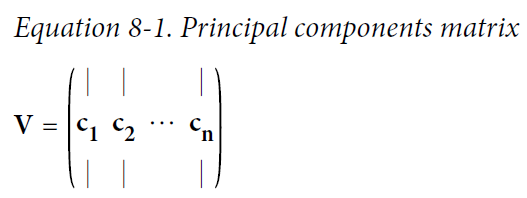 Equation 8-1. Principal components matrix
| | |
V = ( c₁ c₂ ⋯ cₙ )
| | |